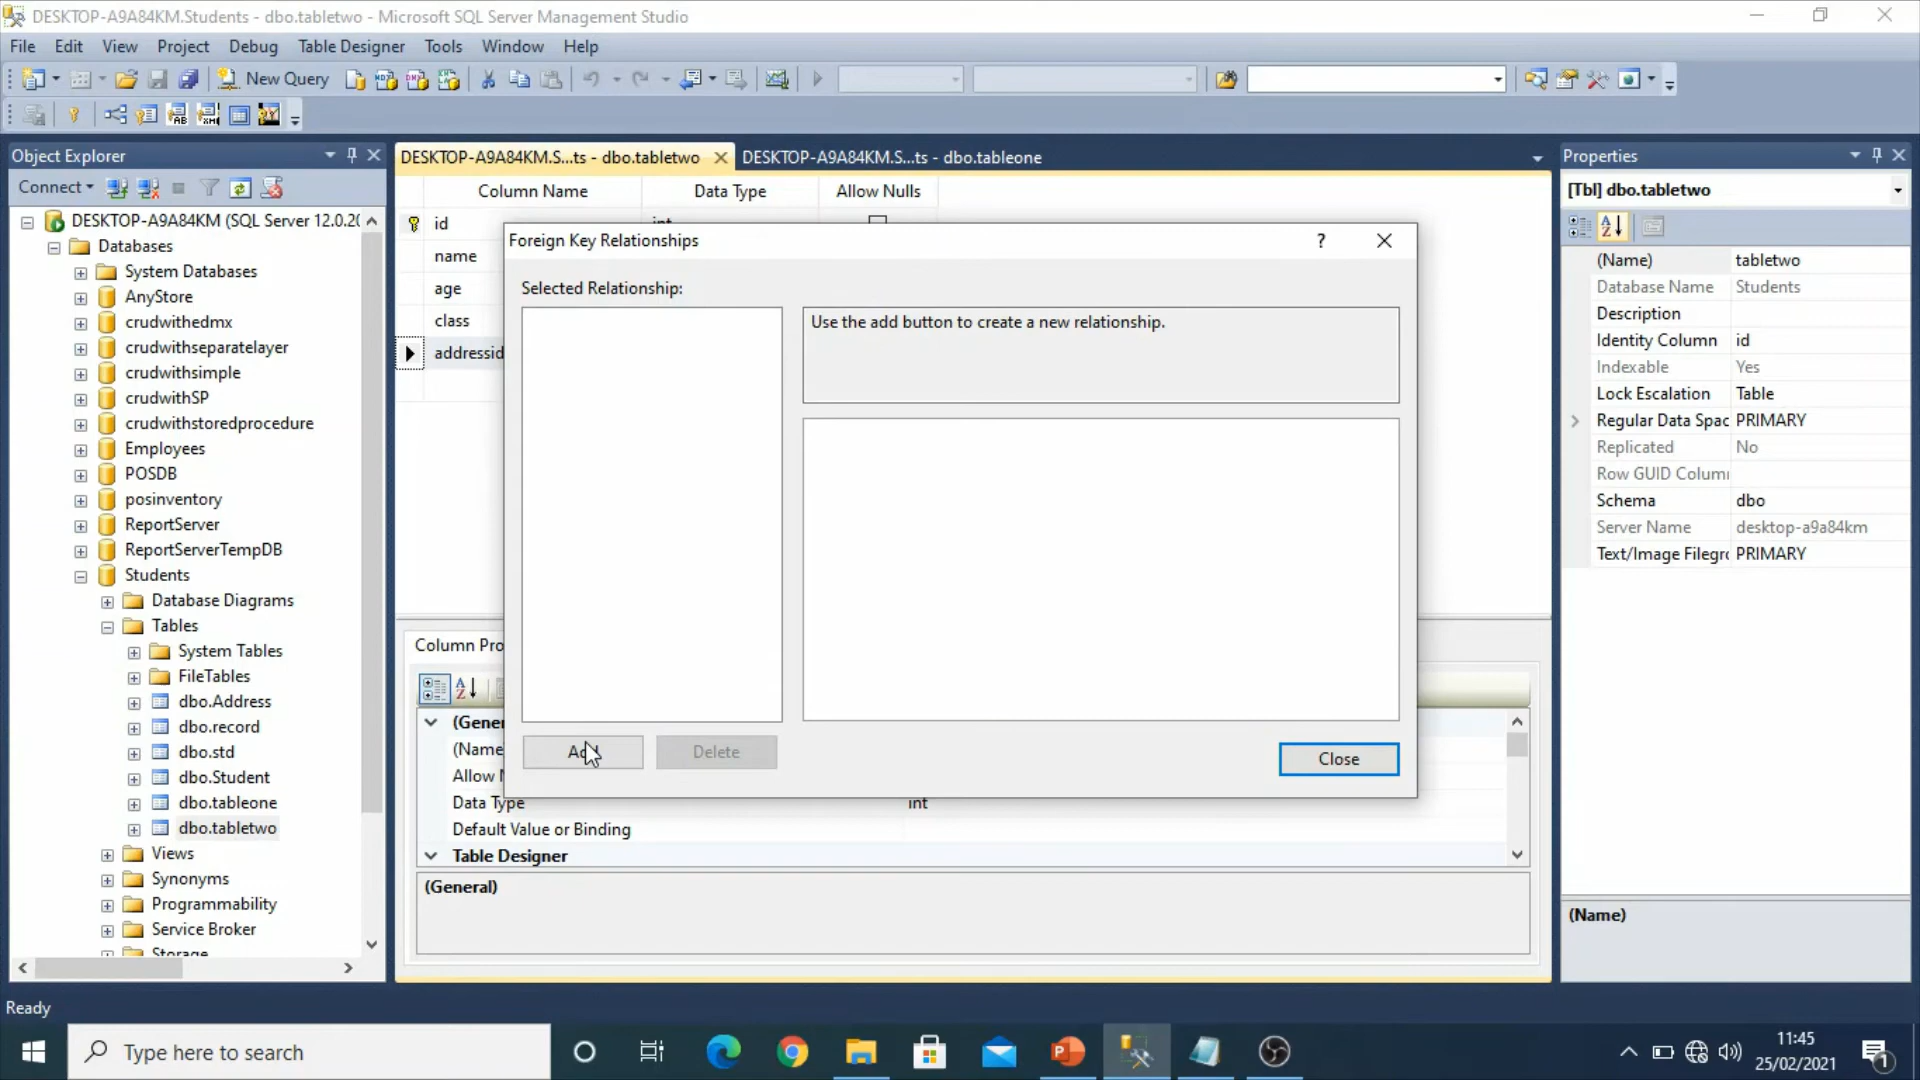 DESKTOP-A9A84KM.Students - dbo.tabletwo - Microsoft SQL Server Management Studio
File Edit View Project Debug Table Designer Tools Window Help
New Query
Object Explorer
Connect
DESKTOP-A9A84KM (SQL Server 12.0.20
Databases
System Databases
AnyStore
crudwithedmx
crudwithseparatelayer
crudwithsimple
crudwithSP
crudwithstoredprocedure
Employees
POSDB
posinventory
ReportServer
ReportServerTempDB
Students
Database Diagrams
Tables
System Tables
FileTables
dbo.Address
dbo.record
dbo.std
dbo.Student
dbo.tableone
dbo.tabletwo
Views
Synonyms
Programmability
Service Broker
Storage
DESKTOP-A9A84KM.S...ts - dbo.tabletwo
DESKTOP-A9A84KM.S...ts - dbo.tableone
Column Name Data Type Allow Nulls
id int
name
age
class
addressid
Foreign Key Relationships
?
Selected Relationship:
Use the add button to create a new relationship.
Add
Delete
Close
Column Pro
(Gener
(Name
Allow N
Data Type int
Default Value or Binding
Table Designer
(General)
Properties
[Tbl] dbo.tabletwo
(Name) tabletwo
Database Name Students
Description
Identity Column id
Indexable Yes
Lock Escalation Table
Regular Data Spac PRIMARY
Replicated No
Row GUID Column
Schema dbo
Server Name desktop-a9a84km
Text/Image Filegro PRIMARY
(Name)
Ready
Type here to search
11:45
25/02/2021
1